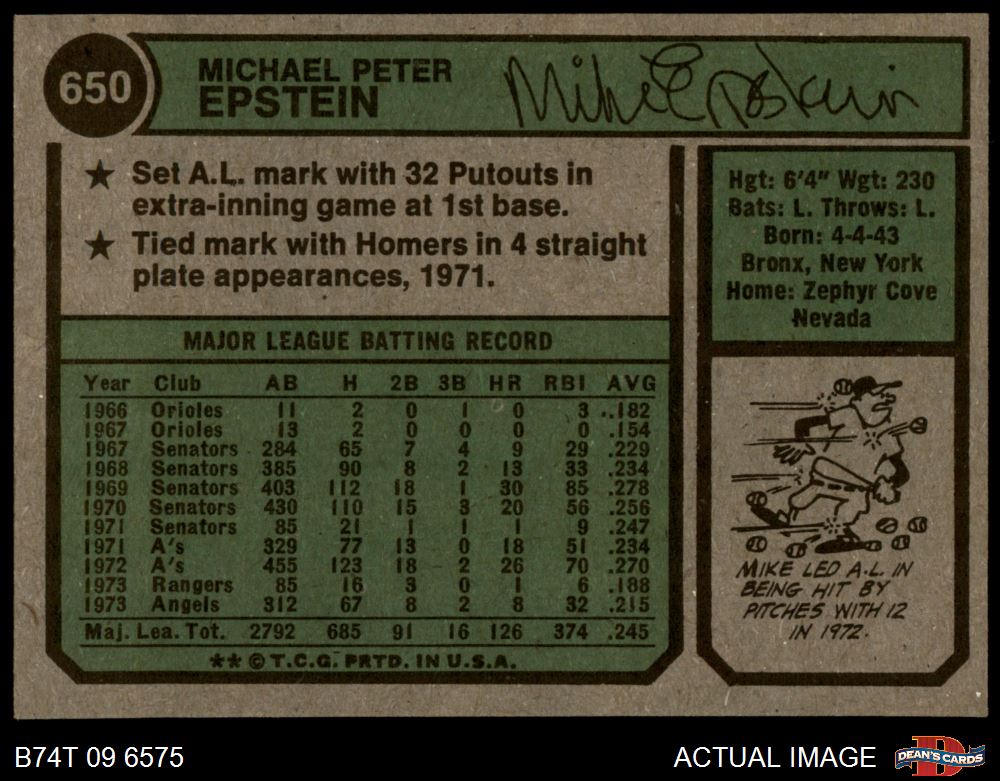 650
MICHAEL PETER
EPSTEIN
Mike Epstein
★ Set A.L. mark with 32 Putouts in
extra-inning game at 1st base.
★ Tied mark with Homers in 4 straight
plate appearances, 1971.
Hgt: 6'4" Wgt: 230
Bats: L. Throws: L.
Born: 4-4-43
Bronx, New York
Home: Zephyr Cove
Nevada
MAJOR LEAGUE BATTING RECORD
Year Club AB H 2B 3B HR RBI AVG
1966 Orioles 11 2 0 1 0 3 ..182
1967 Orioles 13 2 0 0 0 0 .154
1967 Senators 284 65 7 4 9 29 .229
1968 Senators 385 90 8 2 13 33 .234
1969 Senators 403 112 18 1 30 85 .278
1970 Senators 430 110 15 3 20 56 .256
1971 Senators 85 21 1 1 1 9 .247
1971 A's 329 77 13 0 18 51 .234
1972 A's 455 123 18 2 26 70 .270
1973 Rangers 85 16 3 0 1 6 .188
1973 Angels 312 67 8 2 8 32 .215
Maj. Lea. Tot. 2792 685 91 16 126 374 .245
** © T.C.G. PRTD. IN U.S.A.
MIKE LED A.L. IN
BEING HIT BY
PITCHES WITH 12
IN 1972.
B74T 09 6575
ACTUAL IMAGE
D
DEAN'S CARDS